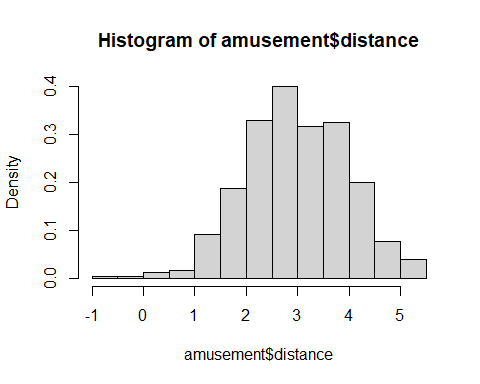 Histogram of amusement$distance
Density
0.0 0.1 0.2 0.3 0.4
-1 0 1 2 3 4 5
amusement$distance